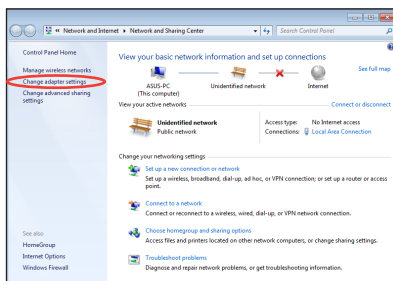 « Network and Internet ▸ Network and Sharing Center
Search Control Panel
Control Panel Home
Manage wireless networks
Change adapter settings
Change advanced sharing
settings
See also
HomeGroup
Internet Options
Windows Firewall
View your basic network information and set up connections
See full map
ASUS-PC
(This computer)
Unidentified network
Internet
View your active networks
Connect or disconnect
Unidentified network
Public network
Access type: No Internet access
Connections: Local Area Connection
Change your networking settings
Set up a new connection or network
Set up a wireless, broadband, dial-up, ad hoc, or VPN connection; or set up a router or access
point.
Connect to a network
Connect or reconnect to a wireless, wired, dial-up, or VPN network connection.
Choose homegroup and sharing options
Access files and printers located on other network computers, or change sharing settings.
Troubleshoot problems
Diagnose and repair network problems, or get troubleshooting information.